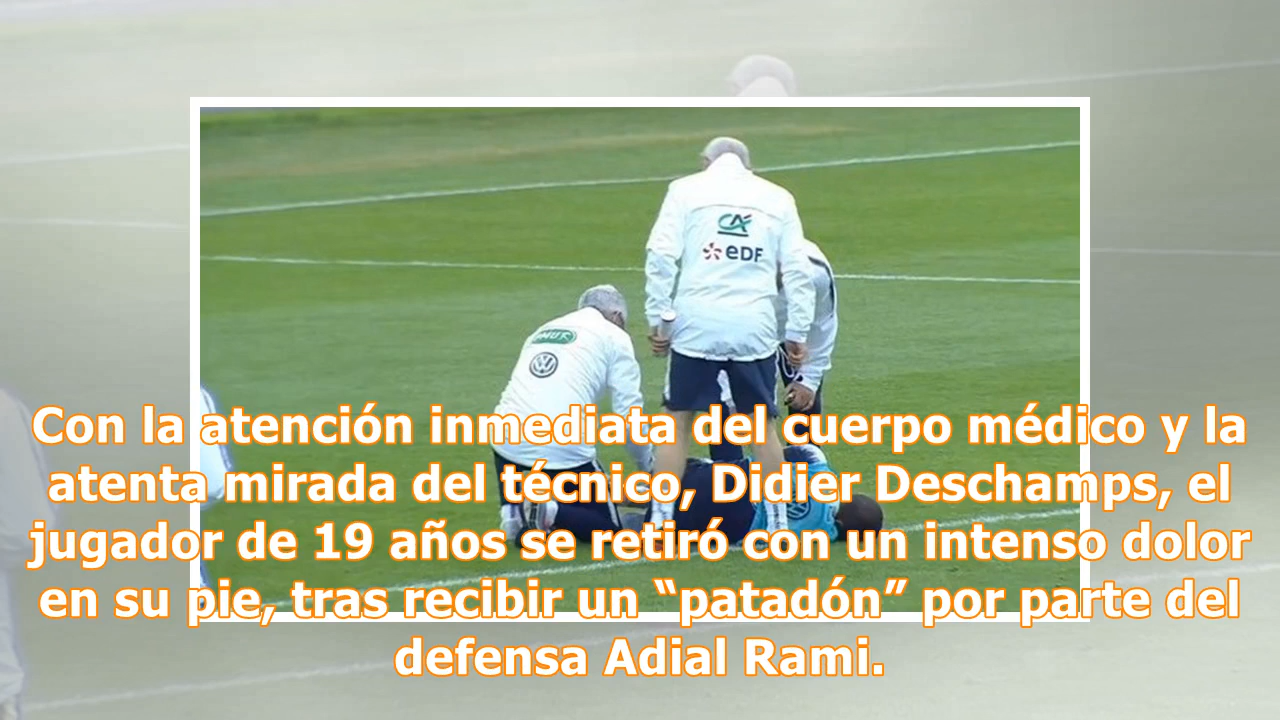 CA
eDF
Con la atención inmediata del cuerpo médico y la
atenta mirada del técnico, Didier Deschamps, el
jugador de 19 años se retiró con un intenso dolor
en su pie, tras recibir un “patadón” por parte del
defensa Adial Rami.